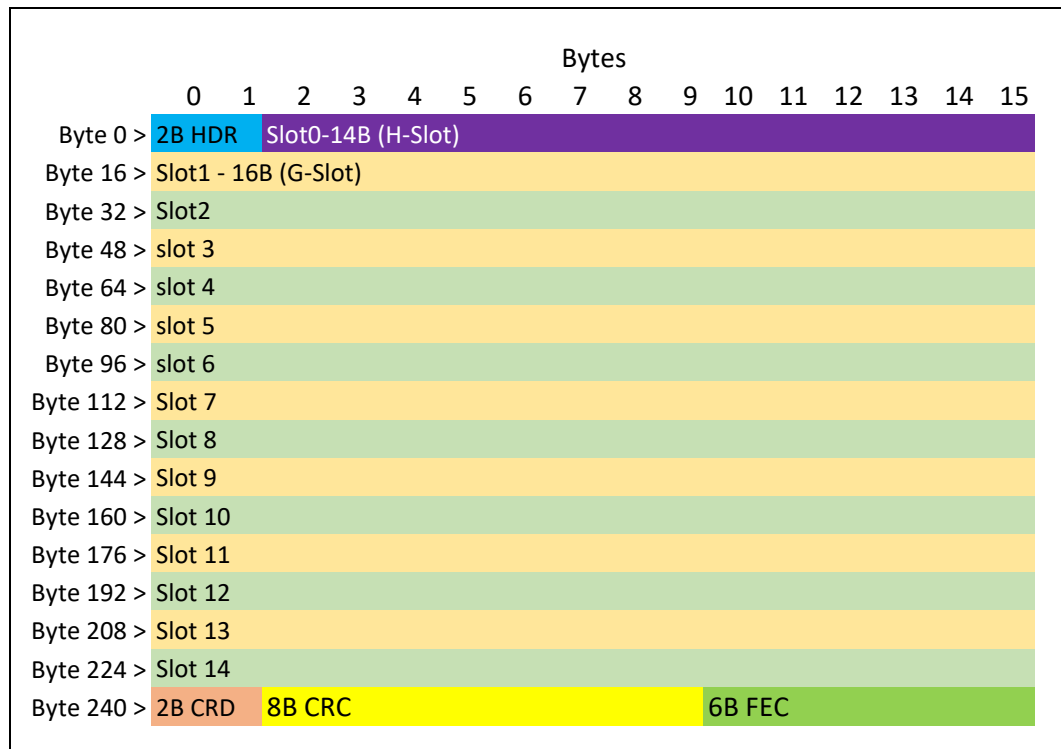 Bytes
0 1 2 3 4 5 6 7 8 9 10 11 12 13 14 15
Byte 0 > 2B HDR Slot0-14B (H-Slot)
Byte 16 > Slot1 - 16B (G-Slot)
Byte 32 > Slot2
Byte 48 > slot 3
Byte 64 > slot 4
Byte 80 > slot 5
Byte 96 > slot 6
Byte 112 > Slot 7
Byte 128 > Slot 8
Byte 144 > Slot 9
Byte 160 > Slot 10
Byte 176 > Slot 11
Byte 192 > Slot 12
Byte 208 > Slot 13
Byte 224 > Slot 14
Byte 240 > 2B CRD 8B CRC 6B FEC